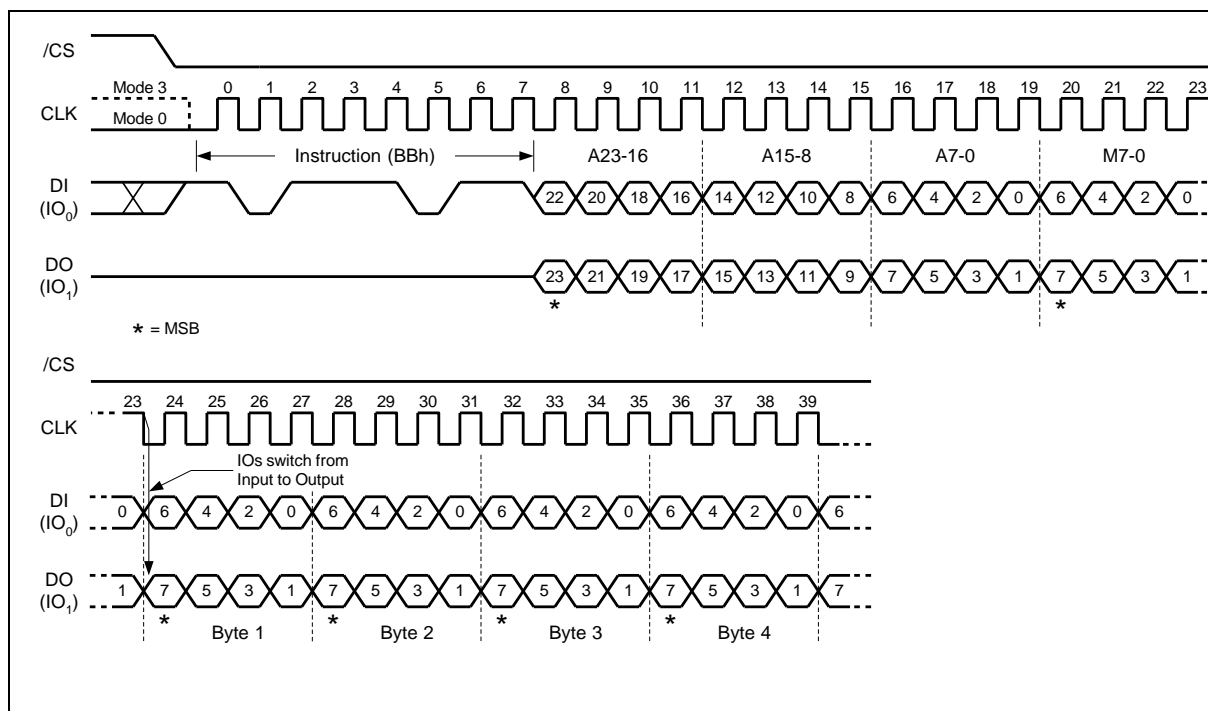 /CS
Mode 3 0 1 2 3 4 5 6 7 8 9 10 11 12 13 14 15 16 17 18 19 20 21 22 23
CLK Mode 0
Instruction (BBh) A23-16 A15-8 A7-0 M7-0
DI
(IO0) 22 20 18 16 14 12 10 8 6 4 2 0 6 4 2 0
DO
(IO1) 23 21 19 17 15 13 11 9 7 5 3 1 7 5 3 1
* *
* = MSB
/CS
23 24 25 26 27 28 29 30 31 32 33 34 35 36 37 38 39
CLK
IOs switch from
Input to Output
DI
(IO0) 0 6 4 2 0 6 4 2 0 6 4 2 0 6 4 2 0 6
DO
(IO1) 1 7 5 3 1 7 5 3 1 7 5 3 1 7 5 3 1 7
* * * *
Byte 1 Byte 2 Byte 3 Byte 4